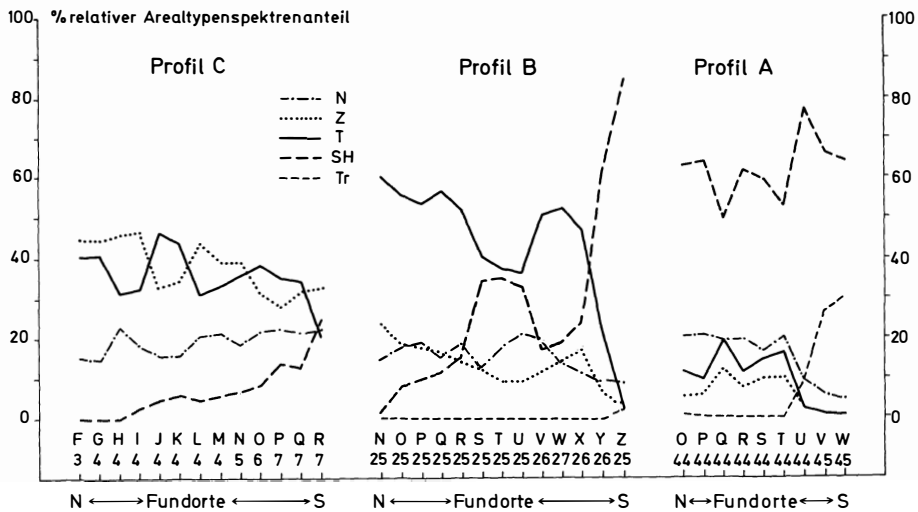 % relativer Arealtypenspektrenanteil
Profil C Profil B Profil A
N
Z
T
SH
Tr
100 100
80 80
60 60
40 40
20 20
0 0
F G H I J K L M N O P Q R N O P Q R S T U V W X Y Z O P Q R S T U V W
3 4 4 4 4 4 4 4 5 6 7 7 7 25 25 25 25 25 25 25 25 26 27 26 26 25 44 44 44 44 44 44 44 45 45
N ⟷ Fundorte ⟷ S N ⟷ Fundorte ⟷ S N ⟷ Fundorte ⟷ S